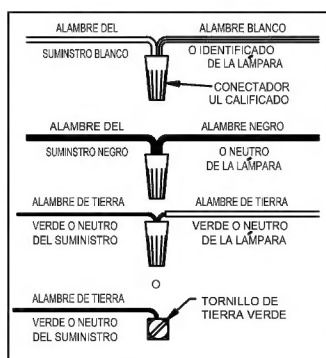 ALAMBRE DEL ALAMBRE BLANCO
SUMINSTRO BLANCO O IDENTIFICADO
DE LA LAMPARA
CONECTADOR
UL CALIFICADO
ALAMBRE DEL ALAMBRE NEGRO
SUMINSTRO NEGRO O NEUTRO
DE LA LAMPARA
ALAMBRE DE TIERRA ALAMBRE DE TIERRA
VERDE O NEUTRO VERDE O NEUTRO
DEL SUMINISTRO DE LA LAMPARA
O
ALAMBRE DE TIERRA TORNILLO DE
VERDE O NEUTRO TIERRA VERDE
DEL SUMINISTRO